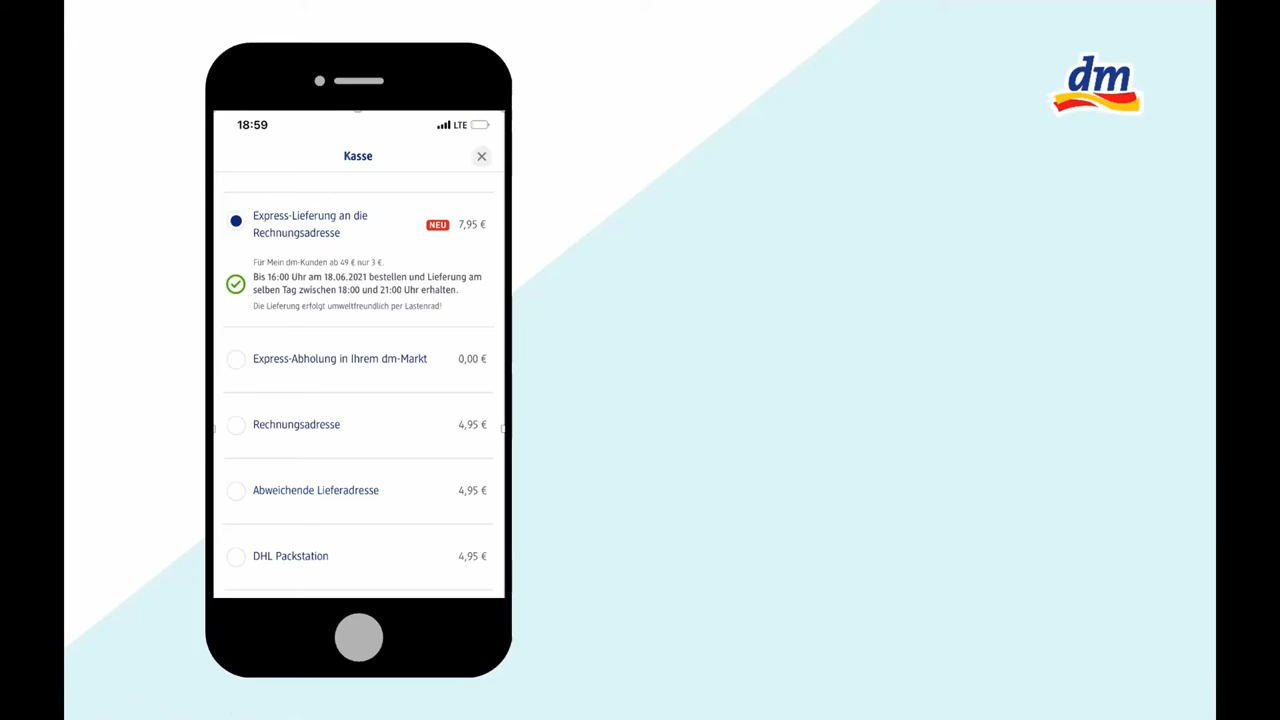 dm
18:59
LTE
Kasse
Express-Lieferung an die
Rechnungsadresse
NEU 7,95 €
Für Mein dm-Kunden ab 49 € nur 3 €.
Bis 16:00 Uhr am 18.06.2021 bestellen und Lieferung am
selben Tag zwischen 18:00 und 21:00 Uhr erhalten.
Die Lieferung erfolgt umweltfreundlich per Lastenrad!
Express-Abholung in Ihrem dm-Markt 0,00 €
Rechnungsadresse 4,95 €
Abweichende Lieferadresse 4,95 €
DHL Packstation 4,95 €